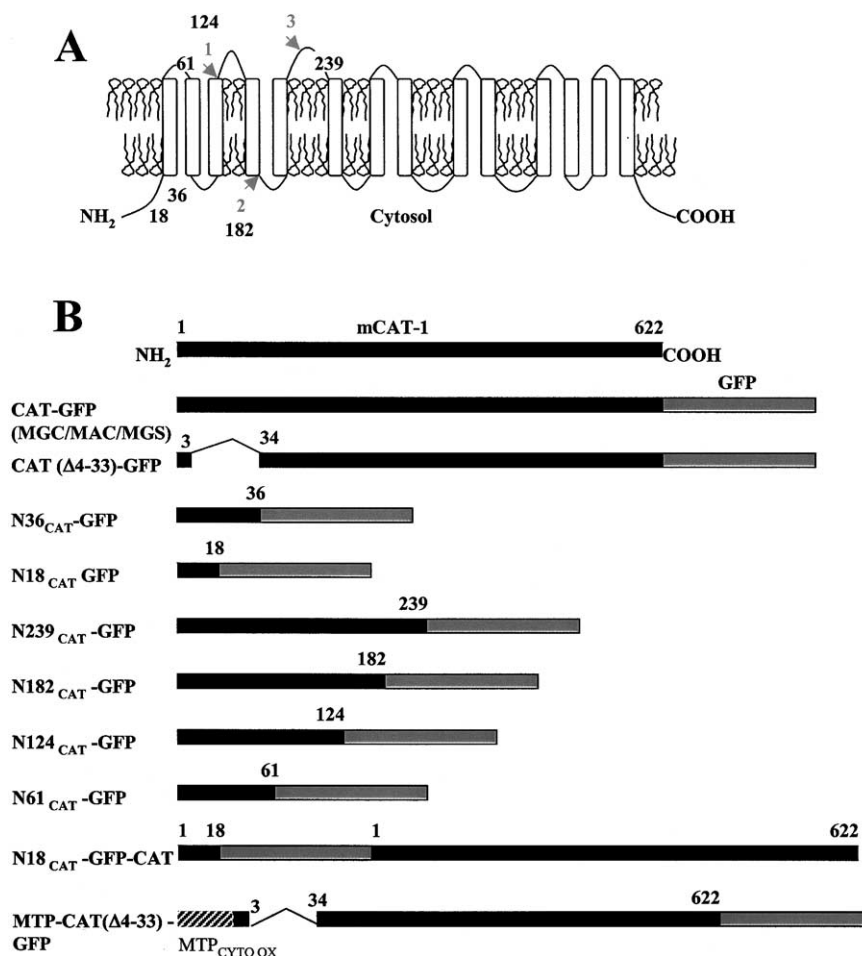 A
124
1
3
61
239
36
2
NH2
18
182
Cytosol
COOH
B
1
mCAT-1
622
NH2
COOH
GFP
CAT-GFP
(MGC/MAC/MGS)
3
34
CAT (Δ4-33)-GFP
36
N36CAT-GFP
18
N18 CAT GFP
239
N239 CAT -GFP
182
N182 CAT -GFP
124
N124 CAT -GFP
61
N61 CAT -GFP
1
18
1
622
N18 CAT -GFP-CAT
3
34
622
MTP-CAT(Δ4-33) -
GFP
MTPCYTO OX